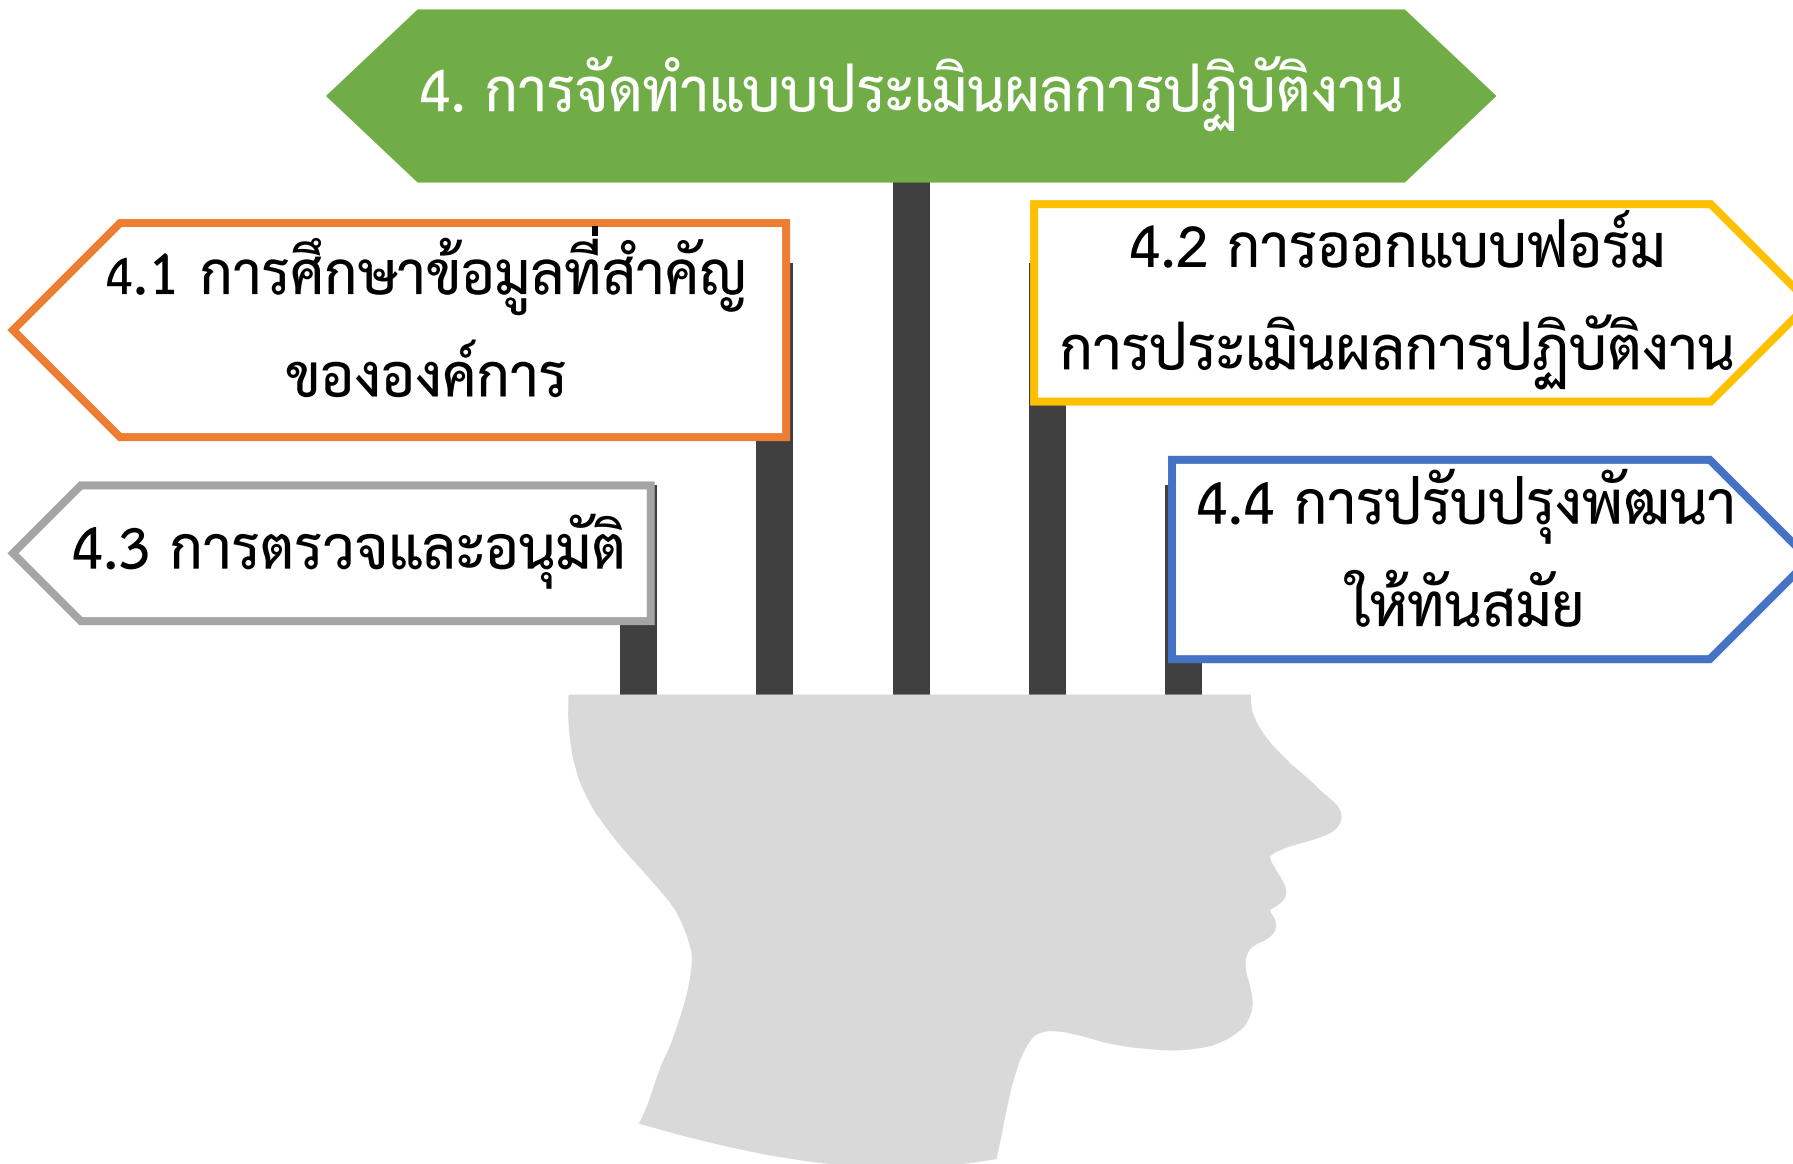 4. การจัดทำแบบประเมินผลการปฏิบัติงาน
4.1 การศึกษาข้อมูลที่สำคัญ
ขององค์การ
4.2 การออกแบบฟอร์ม
การประเมินผลการปฏิบัติงาน
4.3 การตรวจและอนุมัติ
4.4 การปรับปรุงพัฒนา
ให้ทันสมัย